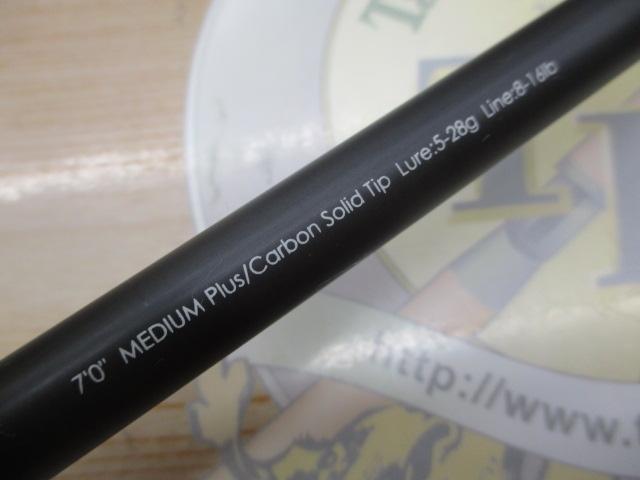 7'0" MEDIUM Plus/Carbon Solid Tip Lure:5-28g Line:8-16lb
http://www.